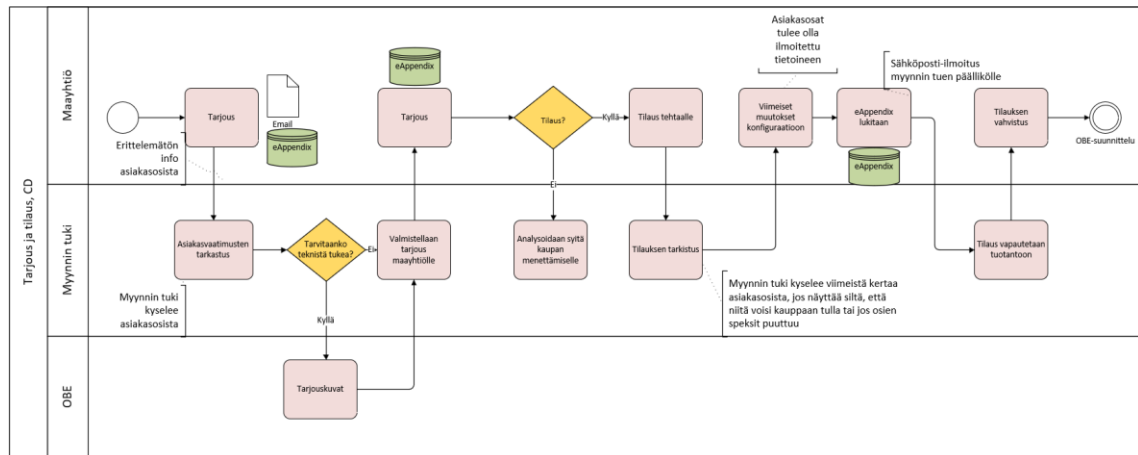 Tarjous ja tilaus, CD
Maayhtiö
Tarjous
Email
eAppendix
Erittelemätön
info
asiakasosista
eAppendix
Tarjous
Tilaus?
Kyllä
Ei
Tilaus tehtaalle
Asiakasosat
tulee olla
ilmoitettu
tietoineen
Viimeiset
muutokset
konfiguraatioon
Sähköposti-ilmoitus
myynnin tuen päällikölle
eAppendix
lukitaan
eAppendix
Tilauksen
vahvistus
OBE-suunnittelu
Myynnin tuki
Asiakasvaatimusten
tarkastus
Myynnin tuki
kyselee
asiakasosista
Tarvitaanko
teknistä tukea?
Ei
Kyllä
Valmistellaan
tarjous
maayhtiölle
Analysoidaan syitä
kaupan
menettämiselle
Tilauksen tarkistus
Myynnin tuki kyselee viimeistä kertaa
asiakasosista, jos näyttää siltä, että
niitä voisi kauppaan tulla tai jos osien
speksit puuttuu
Tilaus vapautetaan
tuotantoon
OBE
Tarjouskuvat